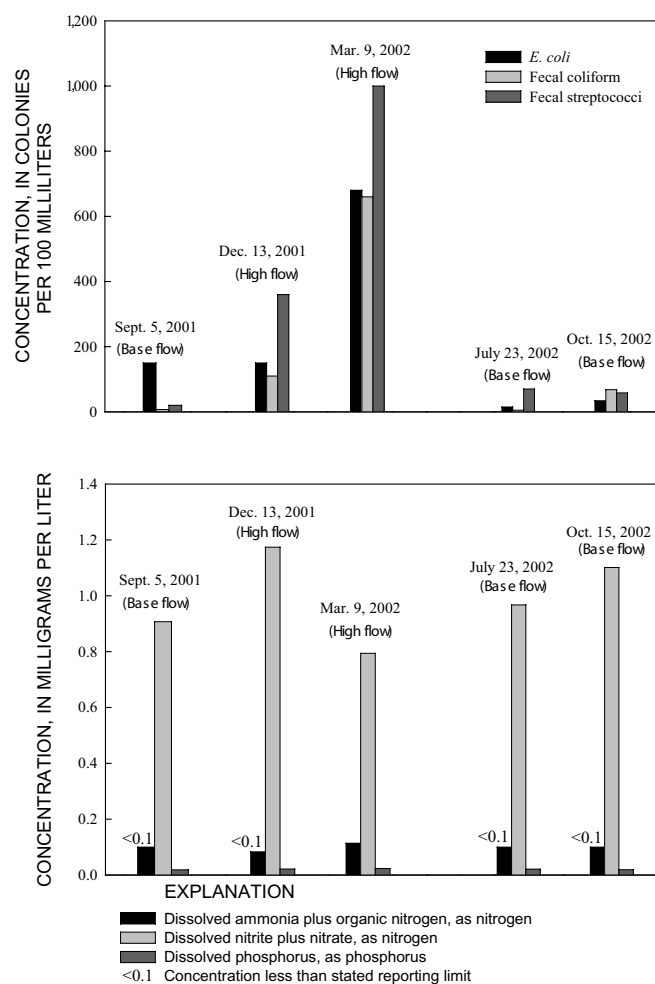 CONCENTRATION, IN COLONIES
PER 100 MILLILITERS
1,200
1,000
800
600
400
200
0
Mar. 9, 2002
(High flow)
E. coli
Fecal coliform
Fecal streptococci
Dec. 13, 2001
(High flow)
Sept. 5, 2001
(Base flow)
July 23, 2002
(Base flow)
Oct. 15, 2002
(Base flow)
CONCENTRATION, IN MILLIGRAMS PER LITER
1.4
1.2
1.0
0.8
0.6
0.4
0.2
0.0
Sept. 5, 2001
(Base flow)
Dec. 13, 2001
(High flow)
Mar. 9, 2002
(High flow)
July 23, 2002
(Base flow)
Oct. 15, 2002
(Base flow)
<0.1
<0.1
<0.1
<0.1
EXPLANATION
Dissolved ammonia plus organic nitrogen, as nitrogen
Dissolved nitrite plus nitrate, as nitrogen
Dissolved phosphorus, as phosphorus
<0.1 Concentration less than stated reporting limit